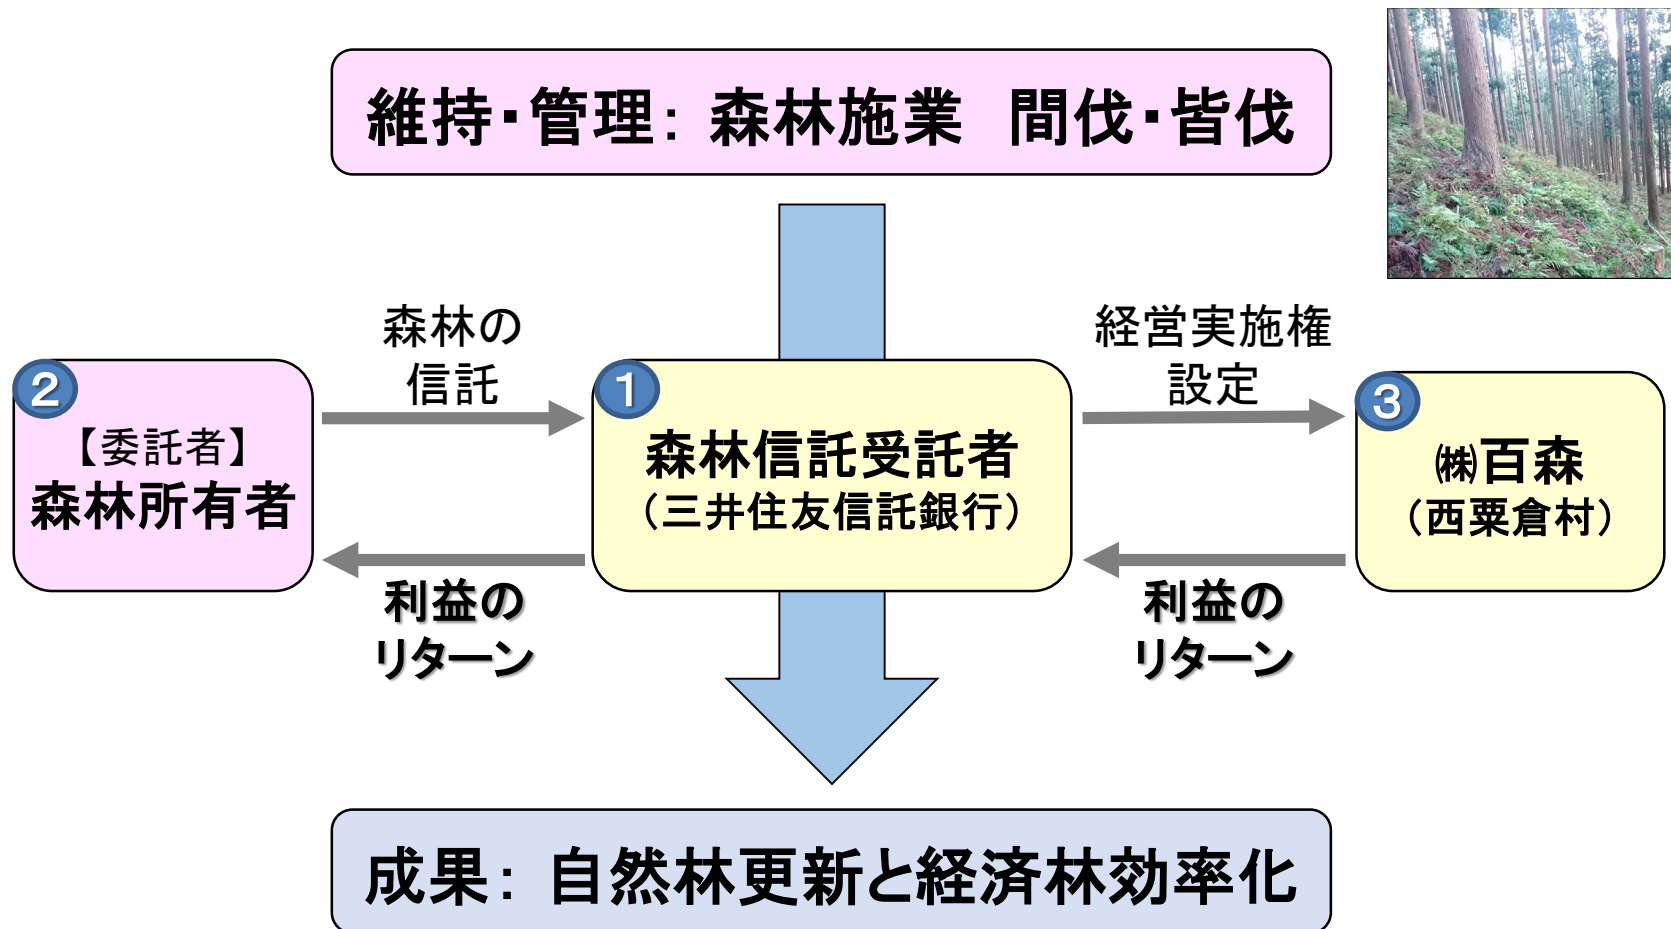 維持・管理：森林施業　間伐・皆伐
森林の
信託
経営実施権
設定
②
【委託者】
森林所有者
①
森林信託受託者
（三井住友信託銀行）
③
㈱百森
（西粟倉村）
利益の
リターン
利益の
リターン
成果：自然林更新と経済林効率化